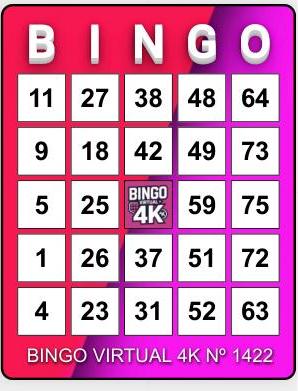 B I N G O
11 27 38 48 64
9 18 42 49 73
5 25 BINGO VIRTUAL 4K 59 75
1 26 37 51 72
4 23 31 52 63
BINGO VIRTUAL 4K Nº 1422